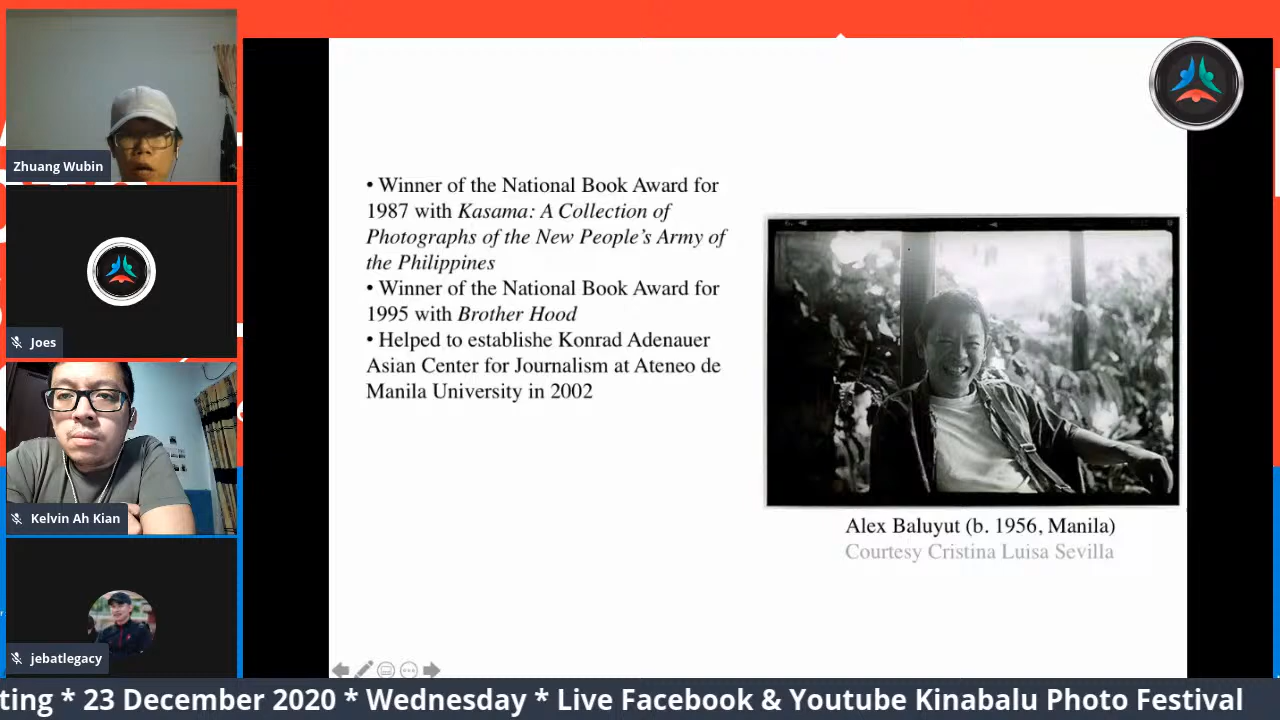 Zhuang Wubin
Joes
Kelvin Ah Kian
jebatlegacy
• Winner of the National Book Award for
1987 with Kasama: A Collection of
Photographs of the New People’s Army of
the Philippines
• Winner of the National Book Award for
1995 with Brother Hood
• Helped to establishe Konrad Adenauer
Asian Center for Journalism at Ateneo de
Manila University in 2002
Alex Baluyut (b. 1956, Manila)
Courtesy Cristina Luisa Sevilla
ting * 23 December 2020 * Wednesday * Live Facebook & Youtube Kinabalu Photo Festival